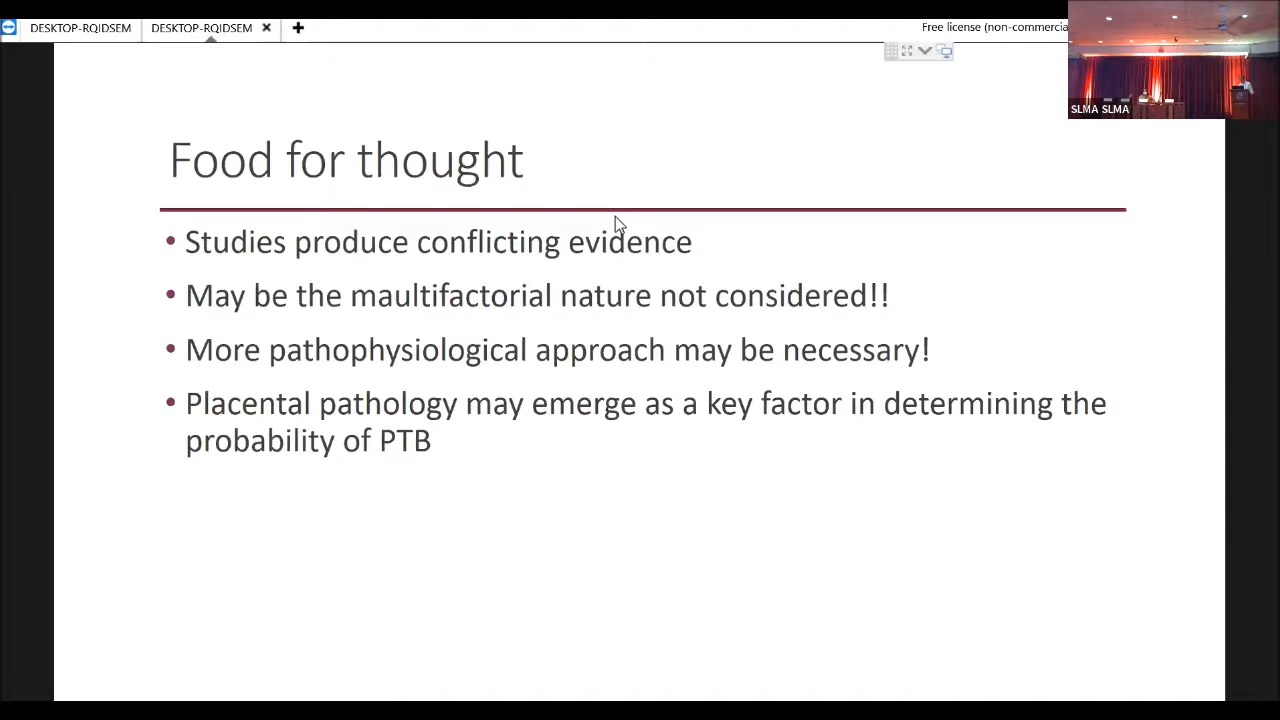 DESKTOP-RQIDSEM
DESKTOP-RQIDSEM
Free license (non-commercia
SLMA SLMA
Food for thought
• Studies produce conflicting evidence
• May be the maultifactorial nature not considered!!
• More pathophysiological approach may be necessary!
• Placental pathology may emerge as a key factor in determining the
probability of PTB